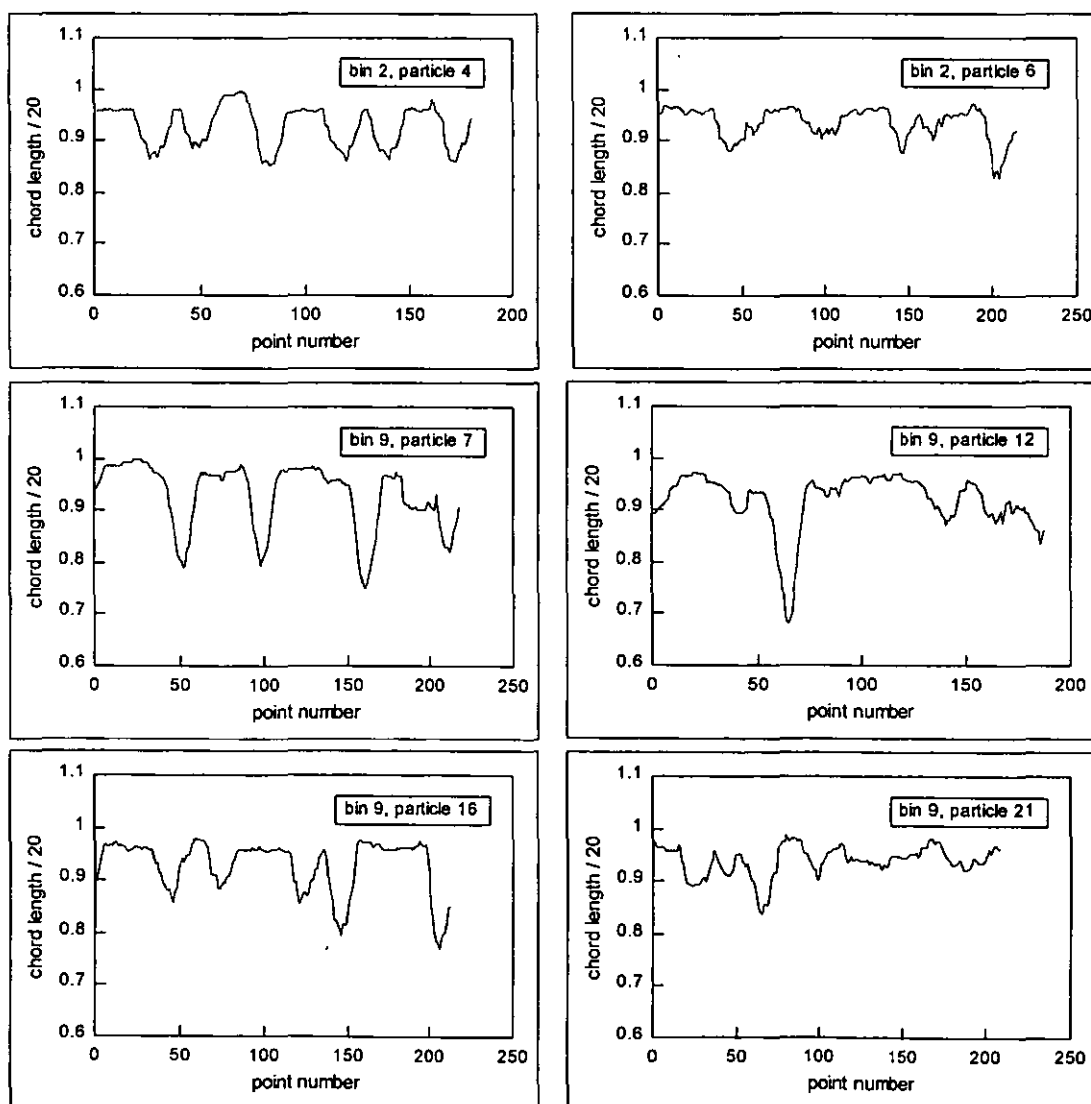 1.1
bin 2, particle 4
1
0.9
0.8
0.7
0.6
chord length / 20
0 50 100 150 200
point number
1.1
bin 2, particle 6
1
0.9
0.8
0.7
0.6
chord length / 20
0 50 100 150 200 250
point number
1.1
bin 9, particle 7
1
0.9
0.8
0.7
0.6
chord length / 20
0 50 100 150 200 250
point number
1.1
bin 9, particle 12
1
0.9
0.8
0.7
0.6
chord length / 20
0 50 100 150 200
point number
1.1
bin 9, particle 16
1
0.9
0.8
0.7
0.6
chord length / 20
0 50 100 150 200 250
point number
1.1
bin 9, particle 21
1
0.9
0.8
0.7
0.6
chord length / 20
0 50 100 150 200 250
point number